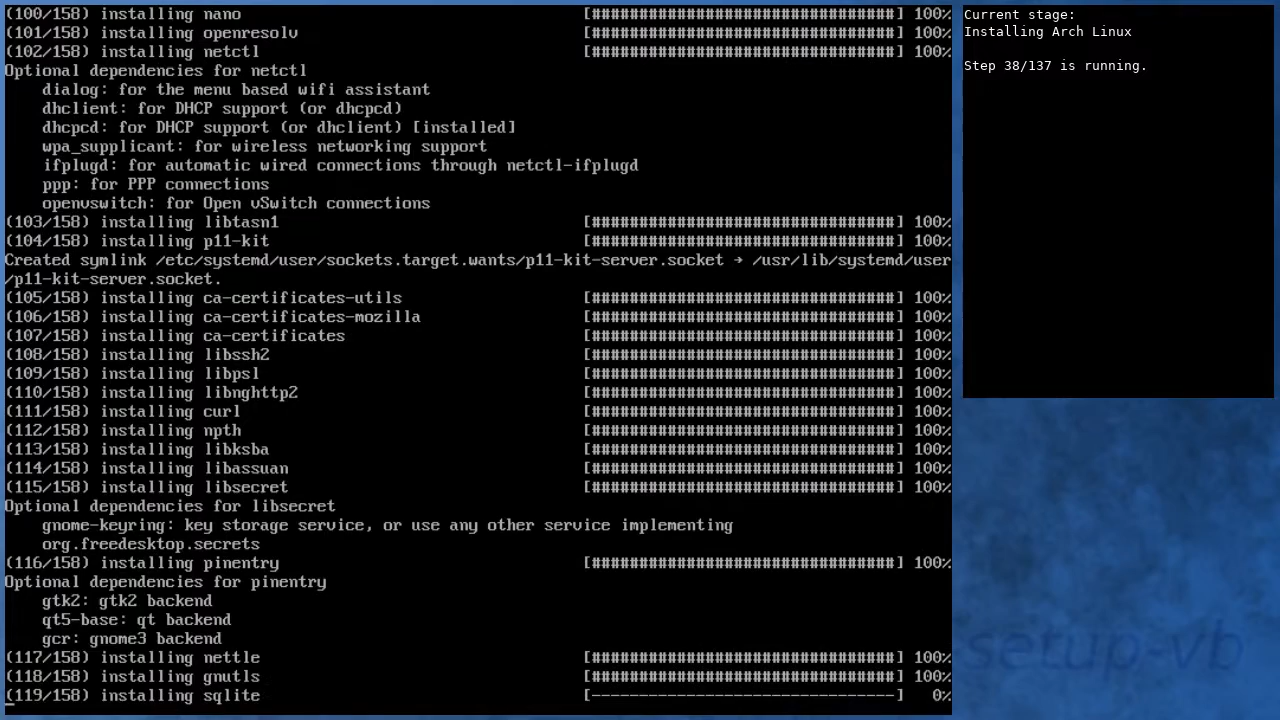 (100/158) installing nano [################################] 100%
(101/158) installing openresolv [################################] 100%
(102/158) installing netctl [################################] 100%
Optional dependencies for netctl
dialog: for the menu based wifi assistant
dhclient: for DHCP support (or dhcpcd)
dhcpcd: for DHCP support (or dhclient) [installed]
wpa_supplicant: for wireless networking support
ifplugd: for automatic wired connections through netctl-ifplugd
ppp: for PPP connections
openvswitch: for Open vSwitch connections
(103/158) installing libtasn1 [################################] 100%
(104/158) installing p11-kit [################################] 100%
Created symlink /etc/systemd/user/sockets.target.wants/p11-kit-server.socket → /usr/lib/systemd/user
/p11-kit-server.socket.
(105/158) installing ca-certificates-utils [################################] 100%
(106/158) installing ca-certificates-mozilla [################################] 100%
(107/158) installing ca-certificates [################################] 100%
(108/158) installing libssh2 [################################] 100%
(109/158) installing libpsl [################################] 100%
(110/158) installing libnghttp2 [################################] 100%
(111/158) installing curl [################################] 100%
(112/158) installing npth [################################] 100%
(113/158) installing libksba [################################] 100%
(114/158) installing libassuan [################################] 100%
(115/158) installing libsecret [################################] 100%
Optional dependencies for libsecret
gnome-keyring: key storage service, or use any other service implementing
org.freedesktop.secrets
(116/158) installing pinentry [################################] 100%
Optional dependencies for pinentry
gtk2: gtk2 backend
qt5-base: qt backend
gcr: gnome3 backend
(117/158) installing nettle [################################] 100%
(118/158) installing gnutls [################################] 100%
(119/158) installing sqlite [--------------------------------] 0%
Current stage:
Installing Arch Linux
Step 38/137 is running.
setup-vb